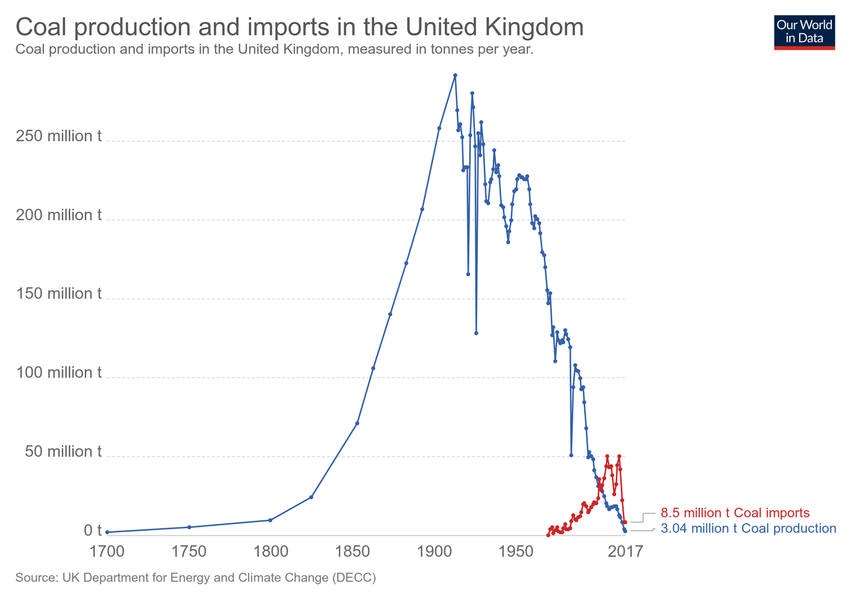 Coal production and imports in the United Kingdom
Coal production and imports in the United Kingdom, measured in tonnes per year.
Our World
in Data
250 million t
200 million t
150 million t
100 million t
50 million t
0 t
1700
1750
1800
1850
1900
1950
2017
8.5 million t Coal imports
3.04 million t Coal production
Source: UK Department for Energy and Climate Change (DECC)